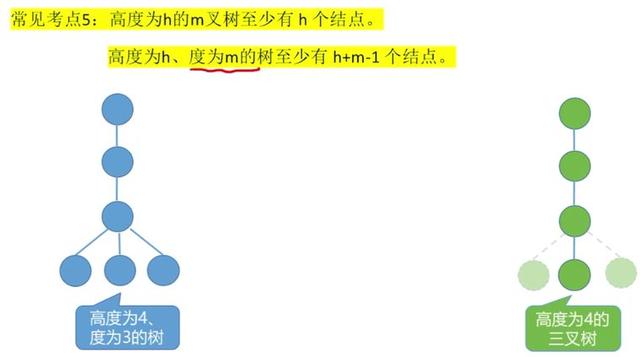 常见考点5：高度为h的m叉树至少有 h 个结点。
高度为h、度为m的树至少有 h+m-1 个结点。
高度为4、
度为3的树
高度为4的
三叉树